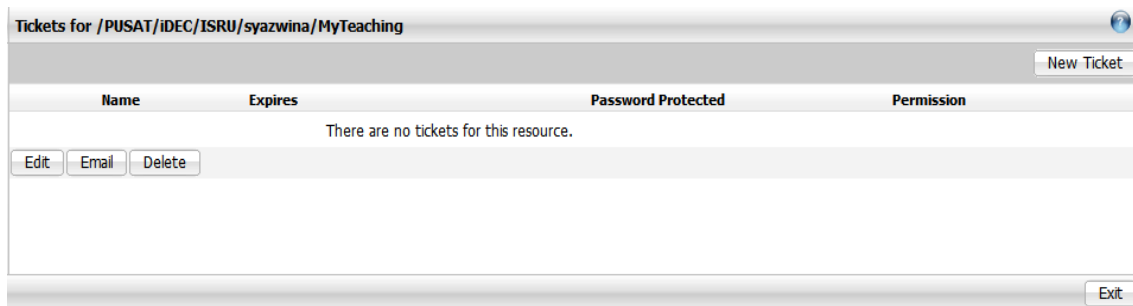 Tickets for /PUSAT/iDEC/ISRU/syazwina/MyTeaching
?
New Ticket
Name Expires Password Protected Permission
There are no tickets for this resource.
Edit Email Delete
Exit